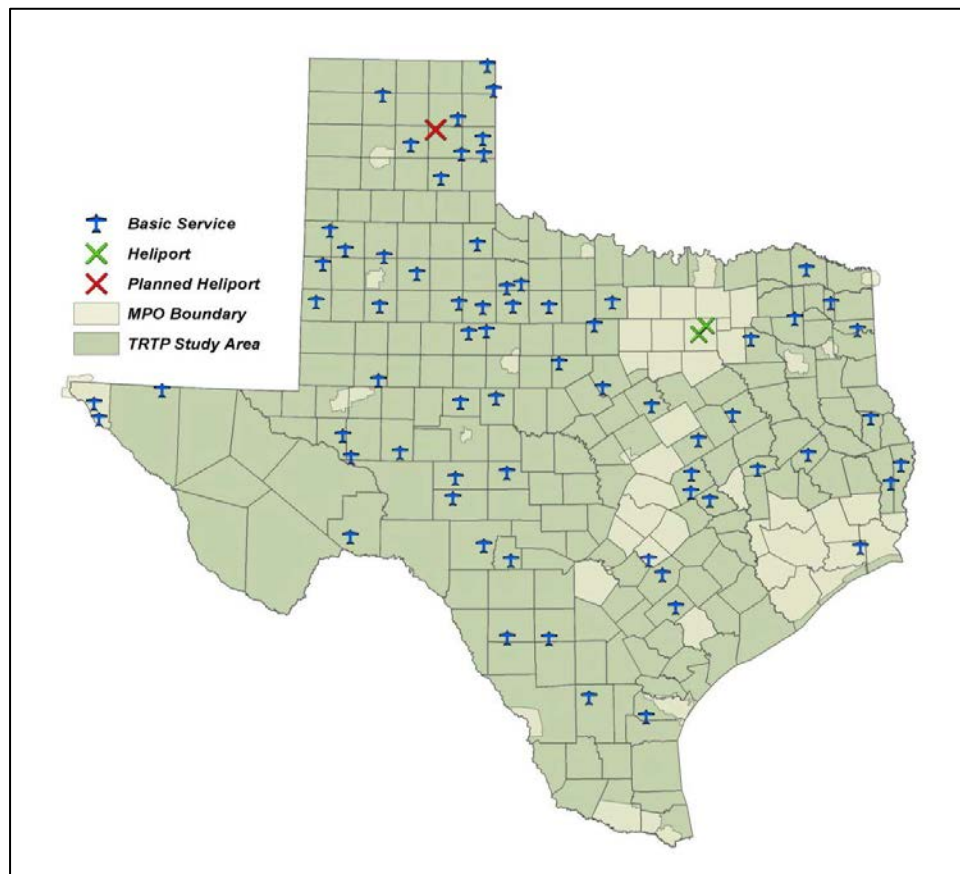 Basic Service
Heliport
Planned Heliport
MPO Boundary
TRTP Study Area